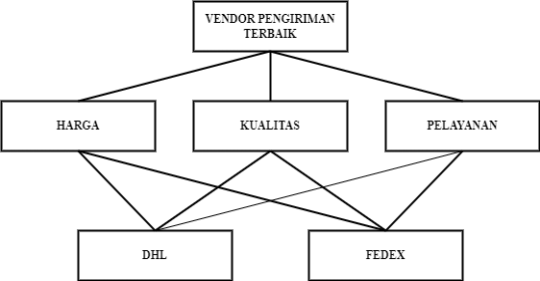 VENDOR PENGIRIMAN
TERBAIK
HARGA
KUALITAS
PELAYANAN
DHL
FEDEX